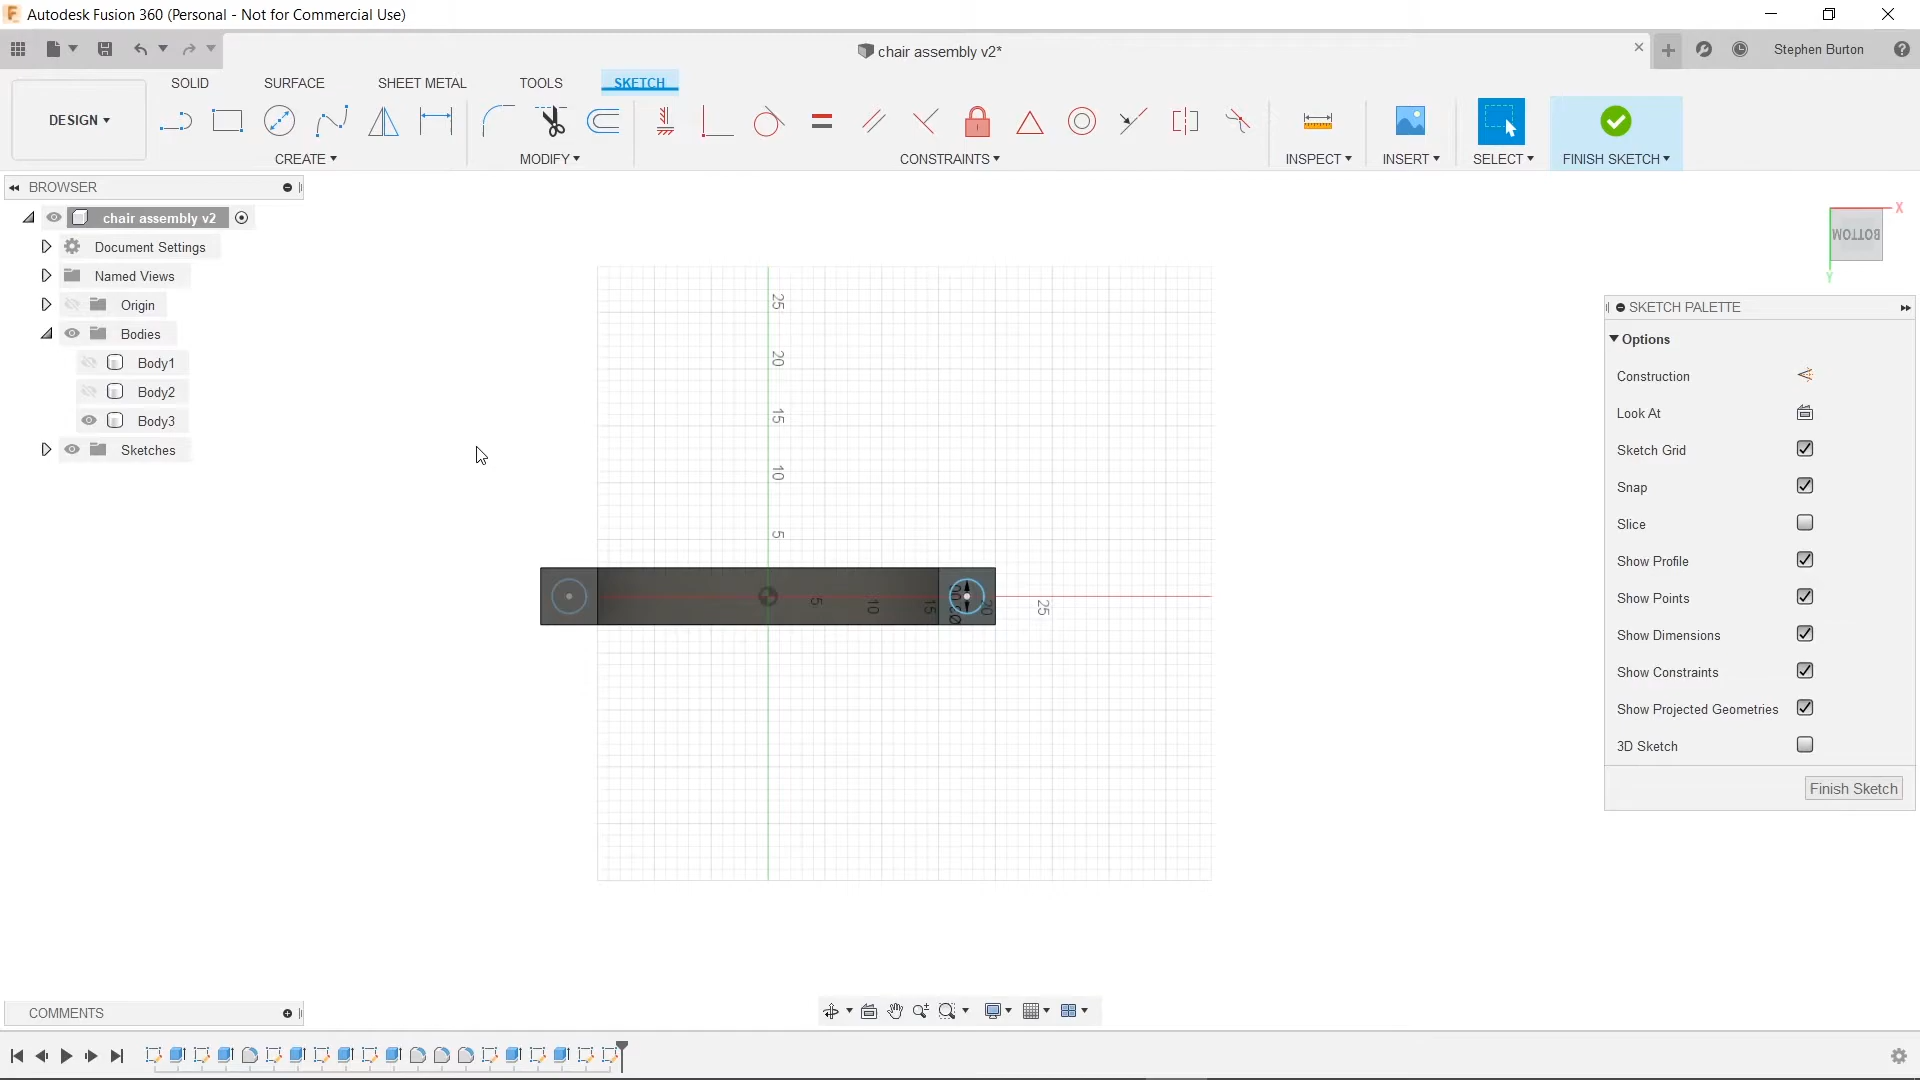 Autodesk Fusion 360 (Personal - Not for Commercial Use)
chair assembly v2*
Stephen Burton
SOLID
SURFACE
SHEET METAL
TOOLS
SKETCH
DESIGN
CREATE
MODIFY
CONSTRAINTS
INSPECT
INSERT
SELECT
FINISH SKETCH
BROWSER
chair assembly v2
Document Settings
Named Views
Origin
Bodies
Body1
Body2
Body3
Sketches
25
20
15
10
5
5
10
15
20
25
X
BOTTOM
Y
SKETCH PALETTE
Options
Construction
Look At
Sketch Grid
Snap
Slice
Show Profile
Show Points
Show Dimensions
Show Constraints
Show Projected Geometries
3D Sketch
Finish Sketch
COMMENTS